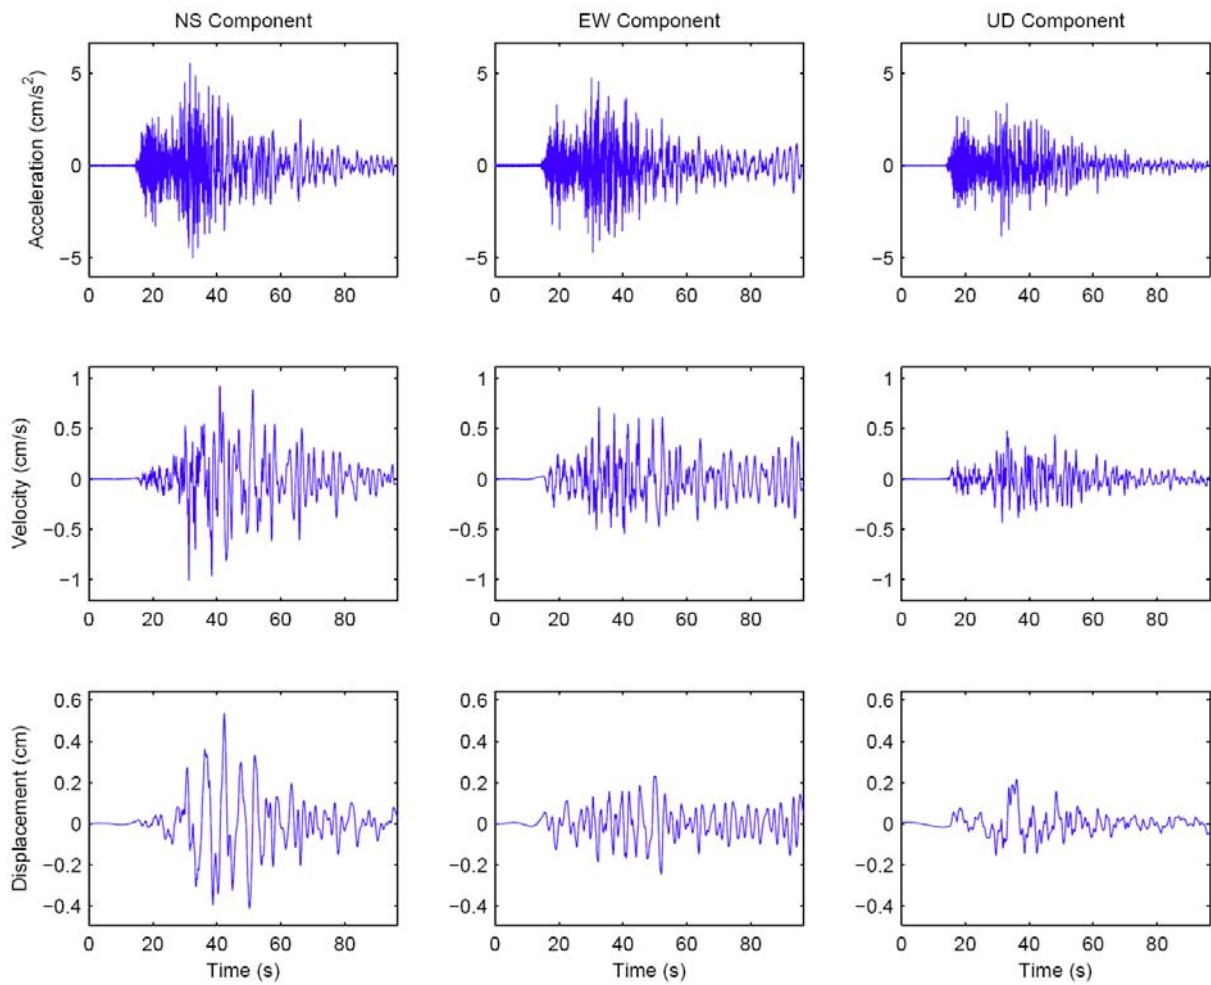 NS Component EW Component UD Component
Acceleration (cm/s²)
5 5 5
0 0 0
−5 −5 −5
0 20 40 60 80 0 20 40 60 80 0 20 40 60 80
Velocity (cm/s)
1 1 1
0.5 0.5 0.5
0 0 0
−0.5 −0.5 −0.5
−1 −1 −1
0 20 40 60 80 0 20 40 60 80 0 20 40 60 80
Displacement (cm)
0.6 0.6 0.6
0.4 0.4 0.4
0.2 0.2 0.2
0 0 0
−0.2 −0.2 −0.2
−0.4 −0.4 −0.4
0 20 40 60 80 0 20 40 60 80 0 20 40 60 80
Time (s) Time (s) Time (s)